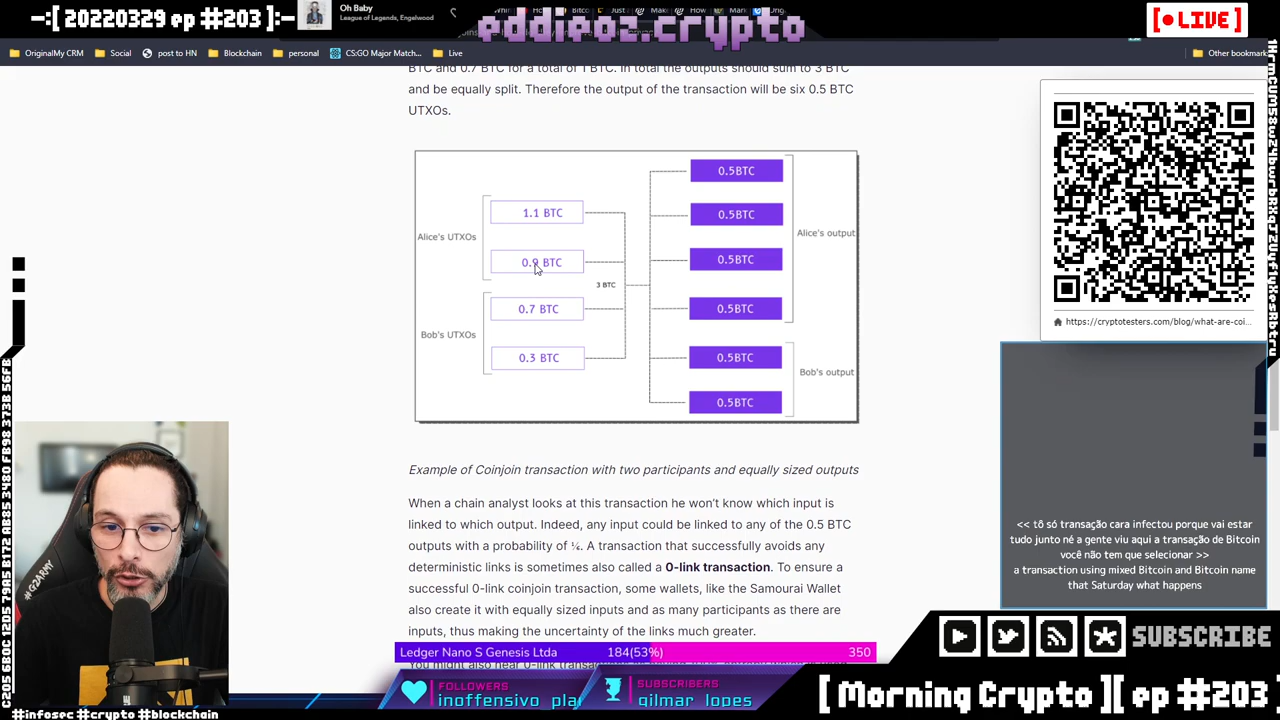 -:[ 20220329 ep #203 ]:-
Oh Baby
League of Legends, Engelwood
eddieoz.crypto
[ LIVE ]
OriginalMy CRM
Social
post to HN
Blockchain
personal
CS:GO Major Match...
Live
Other bookmark
BTC and 0.7 BTC for a total of 1 BTC. In total the outputs should sum to 3 BTC
and be equally split. Therefore the output of the transaction will be six 0.5 BTC
UTXOs.
Alice's UTXOs
1.1 BTC
0.9 BTC
Bob's UTXOs
0.7 BTC
0.3 BTC
3 BTC
0.5BTC
0.5BTC
0.5BTC
0.5BTC
0.5BTC
0.5BTC
Alice's output
Bob's output
Example of Coinjoin transaction with two participants and equally sized outputs
When a chain analyst looks at this transaction he won't know which input is
linked to which output. Indeed, any input could be linked to any of the 0.5 BTC
outputs with a probability of ¼. A transaction that successfully avoids any
deterministic links is sometimes also called a 0-link transaction. To ensure a
successful 0-link coinjoin transaction, some wallets, like the Samourai Wallet
also create it with equally sized inputs and as many participants as there are
inputs, thus making the uncertainty of the links much greater.
https://cryptotesters.com/blog/what-are-coi...
<< tô só transação cara infectou porque vai estar
tudo junto né a gente viu aqui a transação de Bitcoin
você não tem que selecionar >>
a transaction using mixed Bitcoin and Bitcoin name
that Saturday what happens
SUBSCRIBE
Ledger Nano S Genesis Ltda 184(53%) 350
FOLLOWERS
inoffensivo_pla
SUBSCRIBERS
gilmar_lopes
[ Morning Crypto ][ ep #203
#infosec #crypto #blockchain